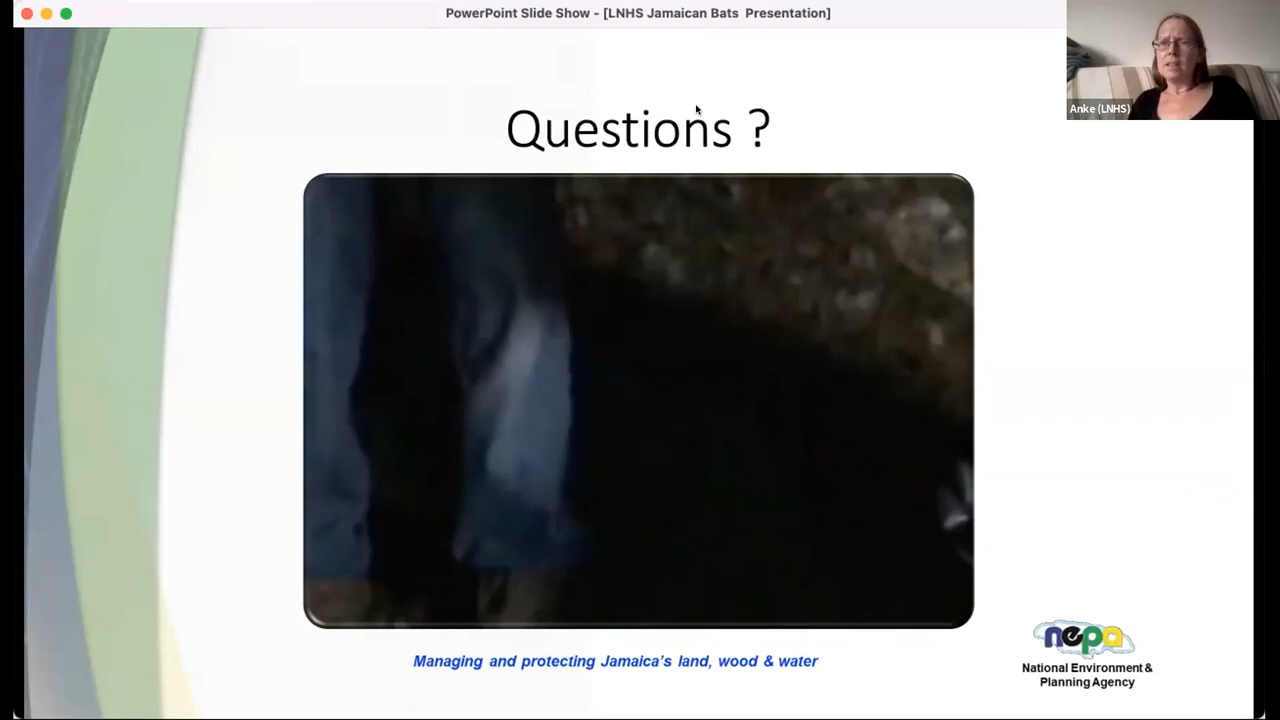 PowerPoint Slide Show - [LNHS Jamaican Bats  Presentation]
Anke (LNHS)
Questions ?
Managing and protecting Jamaica's land, wood & water
nepa
National Environment &
Planning Agency